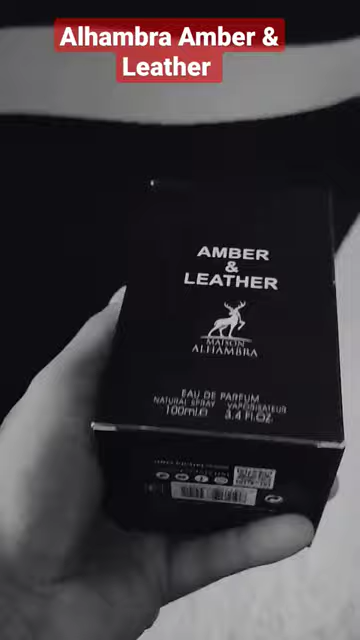 Alhambra Amber &
Leather
AMBER
&
LEATHER
MAISON
ALHAMBRA
EAU DE PARFUM
NATURAL SPRAY VAPORISATEUR
100ml℮ 3.4 Fl.OZ.